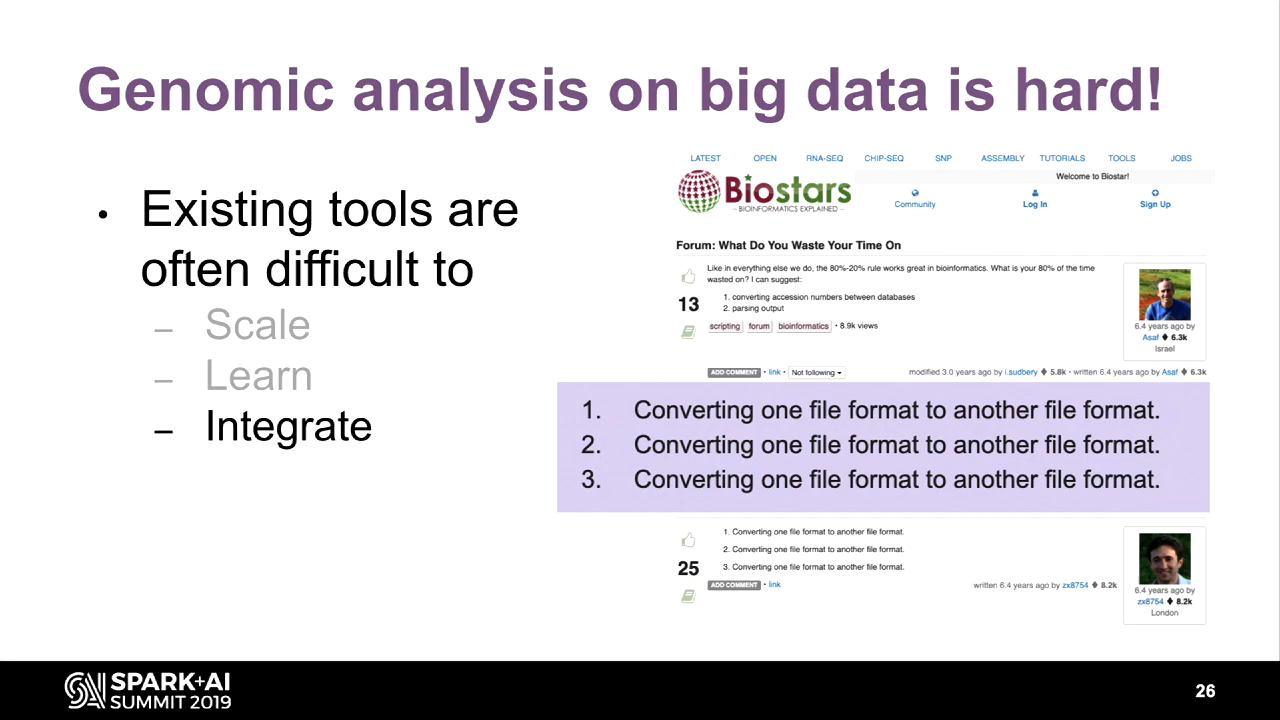 Genomic analysis on big data is hard!
• Existing tools are
often difficult to
– Scale
– Learn
– Integrate
LATEST OPEN RNA-SEQ CHIP-SEQ SNP ASSEMBLY TUTORIALS TOOLS JOBS
Welcome to Biostar!
Biostars
BIOINFORMATICS EXPLAINED
Community Log In Sign Up
Forum: What Do You Waste Your Time On
Like in everything else we do, the 80%-20% rule works great in bioinformatics. What is your 80% of the time
wasted on? I can suggest:
13
1. converting accession numbers between databases
2. parsing output
scripting forum bioinformatics • 8.9k views
6.4 years ago by
Asaf ♦ 6.3k
Israel
ADD COMMENT • link • Not following
modified 3.0 years ago by i.sudbery ♦ 5.8k • written 6.4 years ago by Asaf ♦ 6.3k
1. Converting one file format to another file format.
2. Converting one file format to another file format.
3. Converting one file format to another file format.
1. Converting one file format to another file format.
2. Converting one file format to another file format.
3. Converting one file format to another file format.
25
ADD COMMENT • link
written 6.4 years ago by zx8754 ♦ 8.2k
6.4 years ago by
zx8754 ♦ 8.2k
London
SPARK+AI
SUMMIT 2019
26